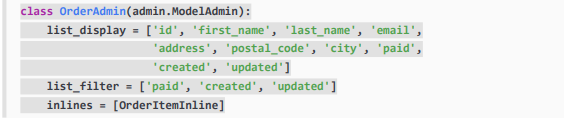 class OrderAdmin(admin.ModelAdmin):
    list_display = ['id', 'first_name', 'last_name', 'email',
                    'address', 'postal_code', 'city', 'paid',
                    'created', 'updated']
    list_filter = ['paid', 'created', 'updated']
    inlines = [OrderItemInline]